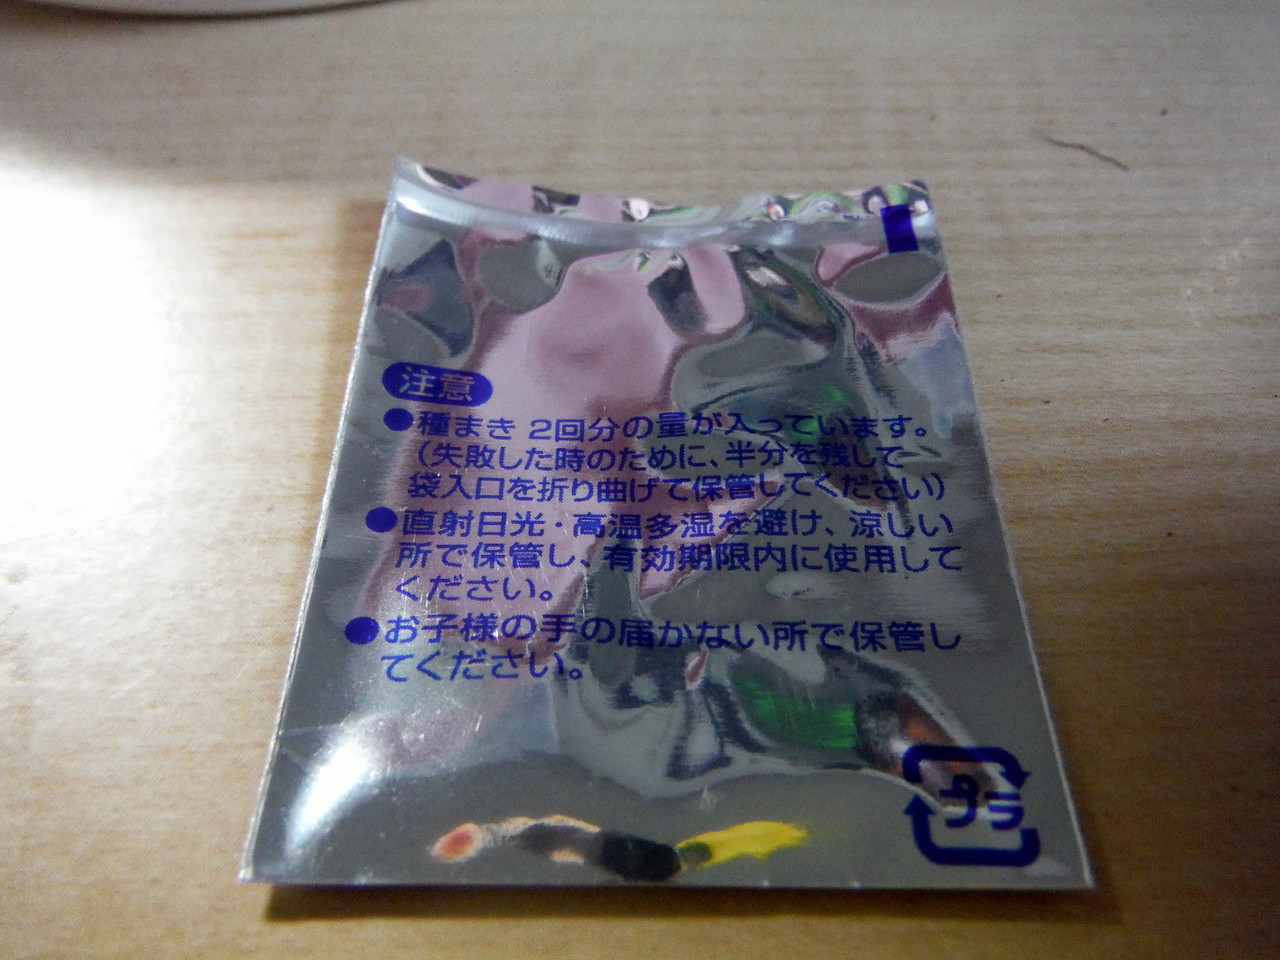 注意
●種まき 2回分の量が入っています。
(失敗した時のために、半分を残して
袋入口を折り曲げて保管してください)
●直射日光・高温多湿を避け、涼しい
所で保管し、有効期限内に使用して
ください。
●お子様の手の届かない所で保管し
てください。
プラ